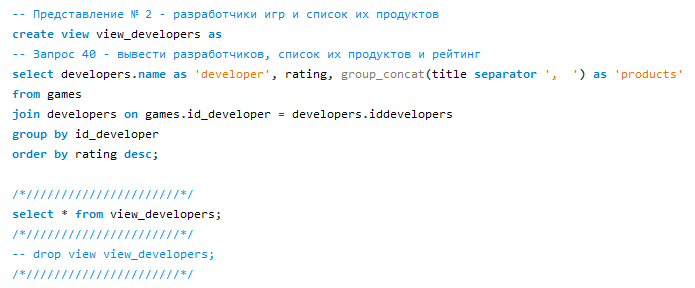 -- Представление № 2 - разработчики игр и список их продуктов
create view view_developers as
-- Запрос 40 - вывести разработчиков, список их продуктов и рейтинг
select developers.name as 'developer', rating, group_concat(title separator ',  ') as 'products'
from games
join developers on games.id_developer = developers.iddevelopers
group by id_developer
order by rating desc;
/*//////////////////////*/
select * from view_developers;
/*//////////////////////*/
-- drop view view_developers;
/*//////////////////////*/